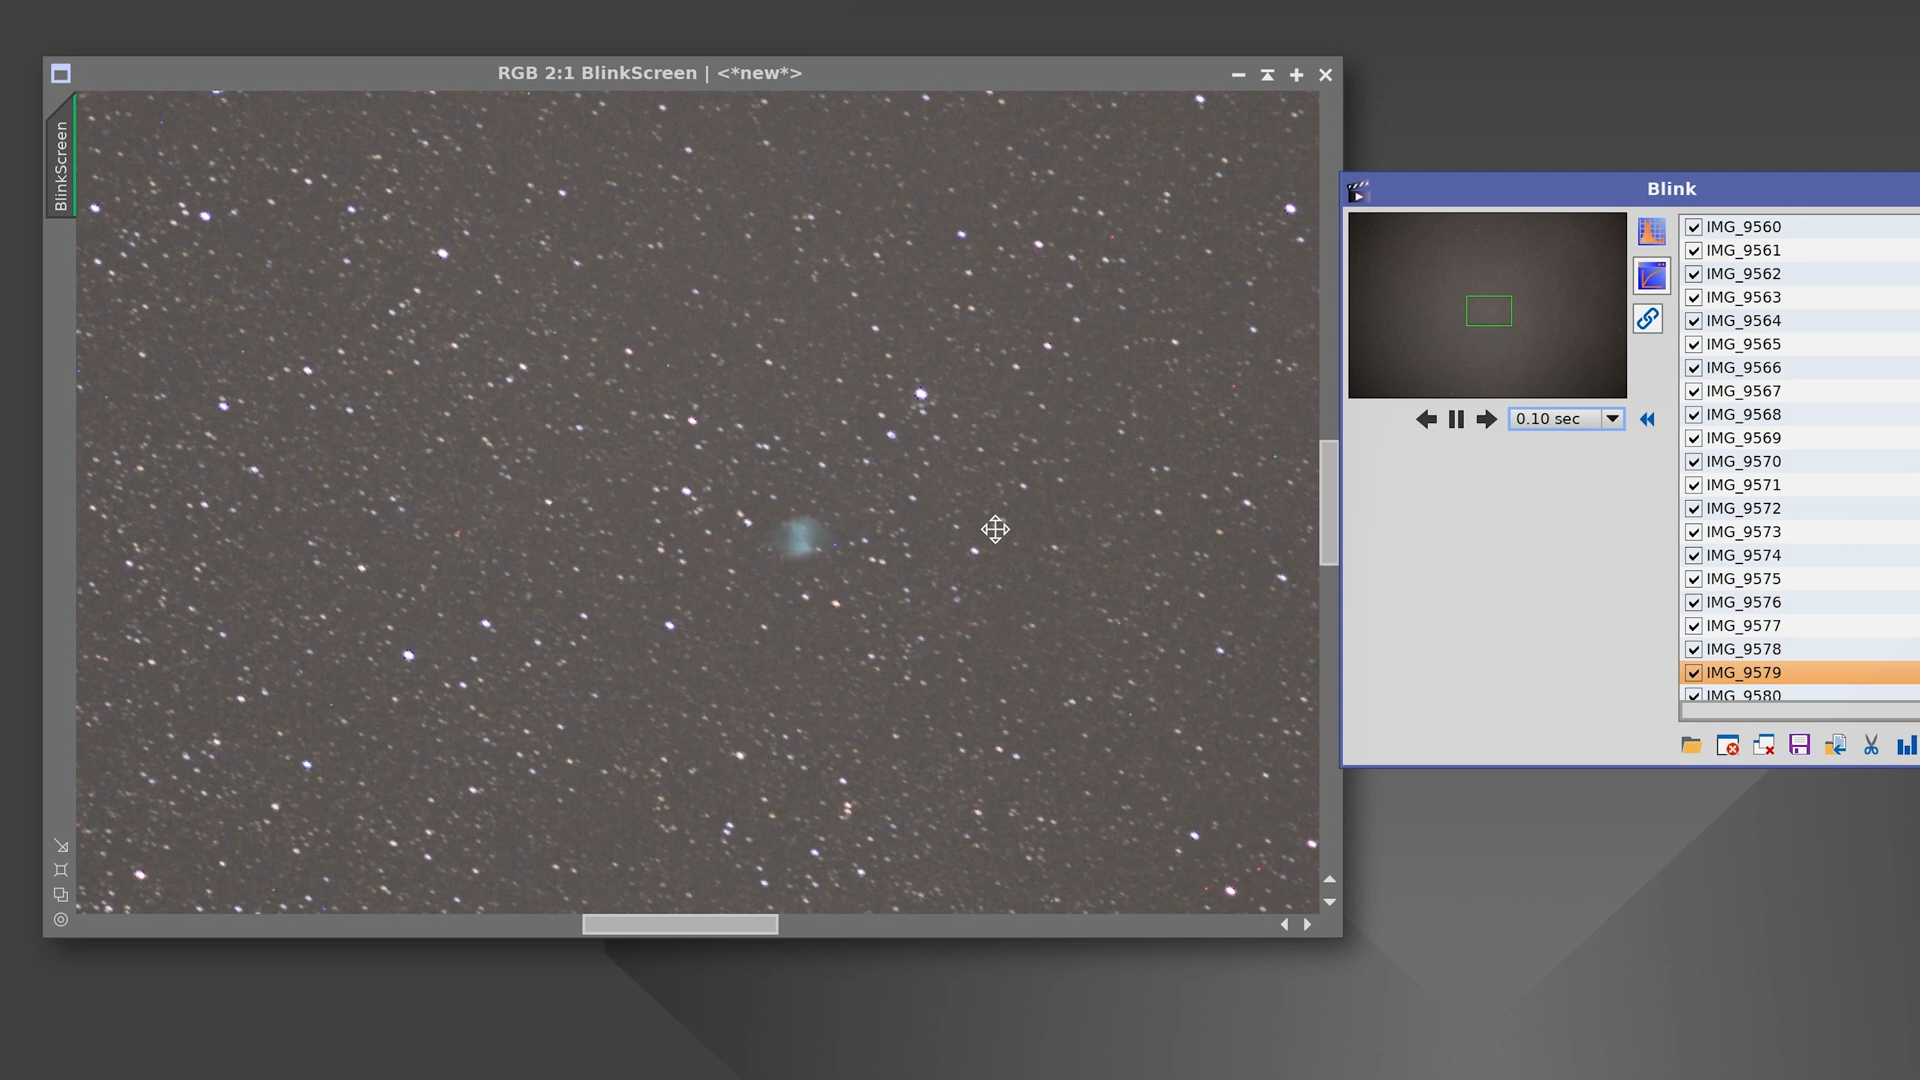 RGB 2:1 BlinkScreen | <*new*>
BlinkScreen
Blink
0.10 sec
IMG_9560
IMG_9561
IMG_9562
IMG_9563
IMG_9564
IMG_9565
IMG_9566
IMG_9567
IMG_9568
IMG_9569
IMG_9570
IMG_9571
IMG_9572
IMG_9573
IMG_9574
IMG_9575
IMG_9576
IMG_9577
IMG_9578
IMG_9579
IMG_9580